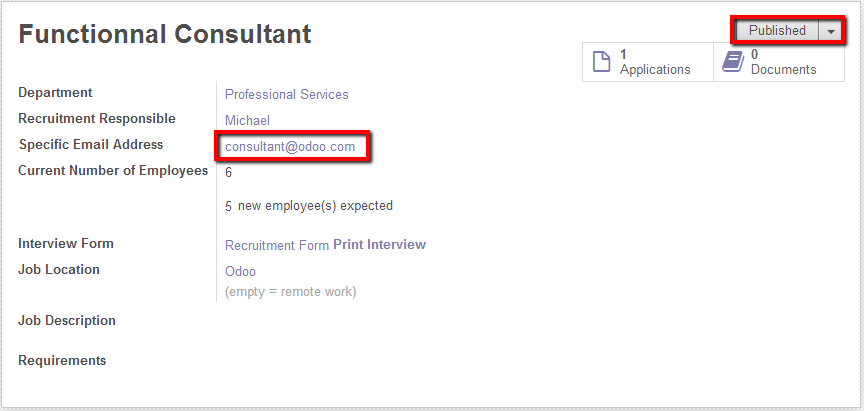 Functionnal Consultant
Published
1
Applications
0
Documents
Department Professional Services
Recruitment Responsible Michael
Specific Email Address consultant@odoo.com
Current Number of Employees 6
5 new employee(s) expected
Interview Form Recruitment Form Print Interview
Job Location Odoo
(empty = remote work)
Job Description
Requirements